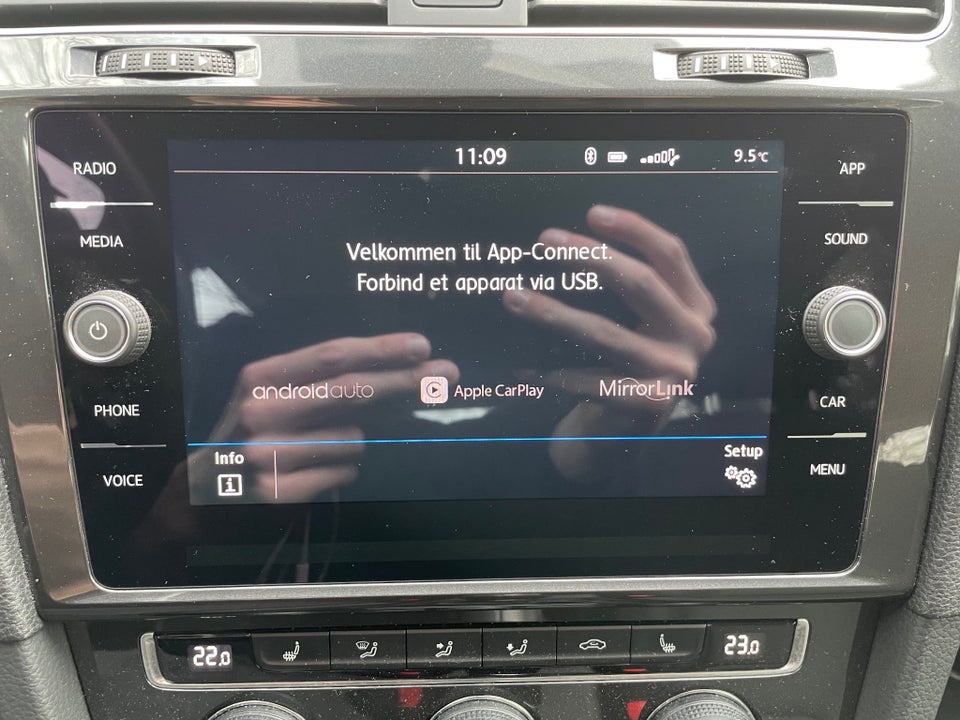 11:09
9.5°C
RADIO
MEDIA
PHONE
VOICE
APP
SOUND
CAR
MENU
Velkommen til App-Connect.
Forbind et apparat via USB.
androidauto
Apple CarPlay
MirrorLink
Info
Setup
22.0
23.0